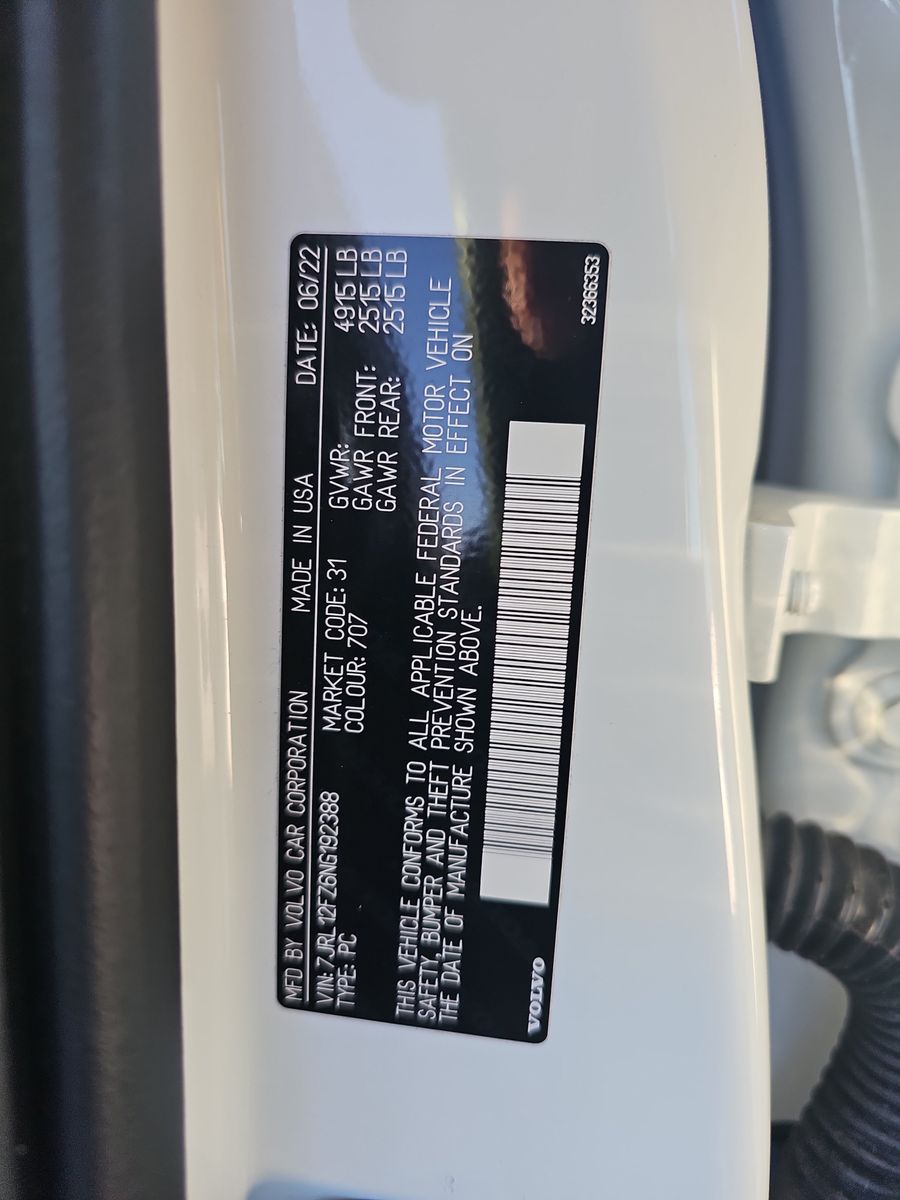 MFD BY VOLVO CAR CORPORATION MADE IN USA DATE: 06/22
VIN: 7JRL12FZ6NG192388 MARKET CODE: 31 GVWR: 4915 LB
TYPE: PC COLOUR: 707 GAWR FRONT: 2515 LB
GAWR REAR: 2515 LB
THIS VEHICLE CONFORMS TO ALL APPLICABLE FEDERAL MOTOR VEHICLE
SAFETY, BUMPER AND THEFT PREVENTION STANDARDS IN EFFECT ON
THE DATE OF MANUFACTURE SHOWN ABOVE.
VOLVO 32366353